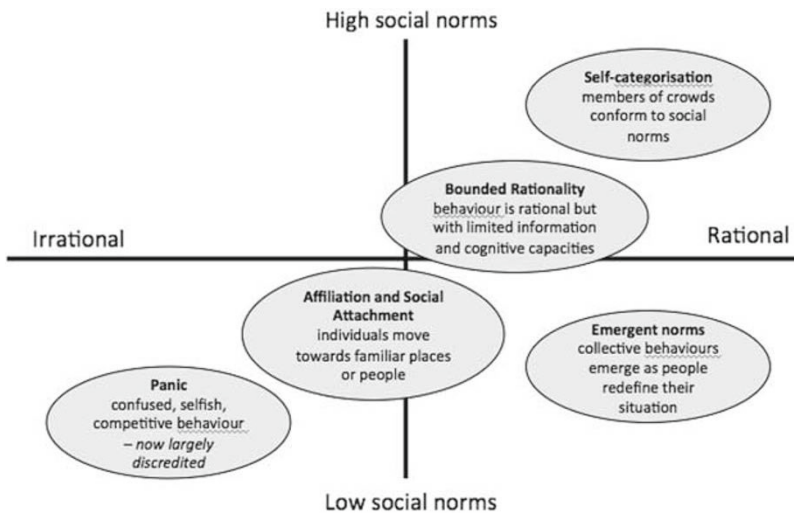 High social norms
Self-categorisation
members of crowds
conform to social
norms
Bounded Rationality
behaviour is rational but
with limited information
and cognitive capacities
Irrational
Rational
Affiliation and Social
Attachment
individuals move
towards familiar places
or people
Emergent norms
collective behaviours
emerge as people
redefine their
situation
Panic
confused, selfish,
competitive behaviour
– now largely
discredited
Low social norms